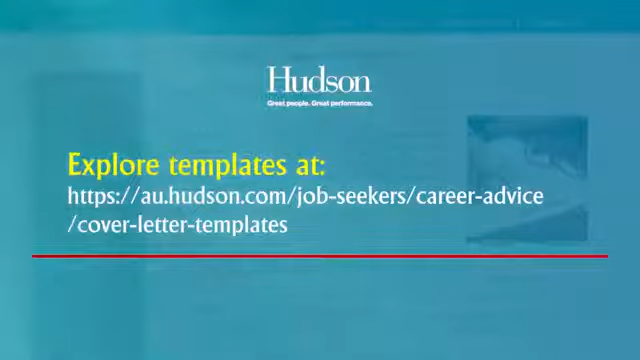 Hudson
Great people. Great performance.
Explore templates at:
https://au.hudson.com/job-seekers/career-advice
/cover-letter-templates